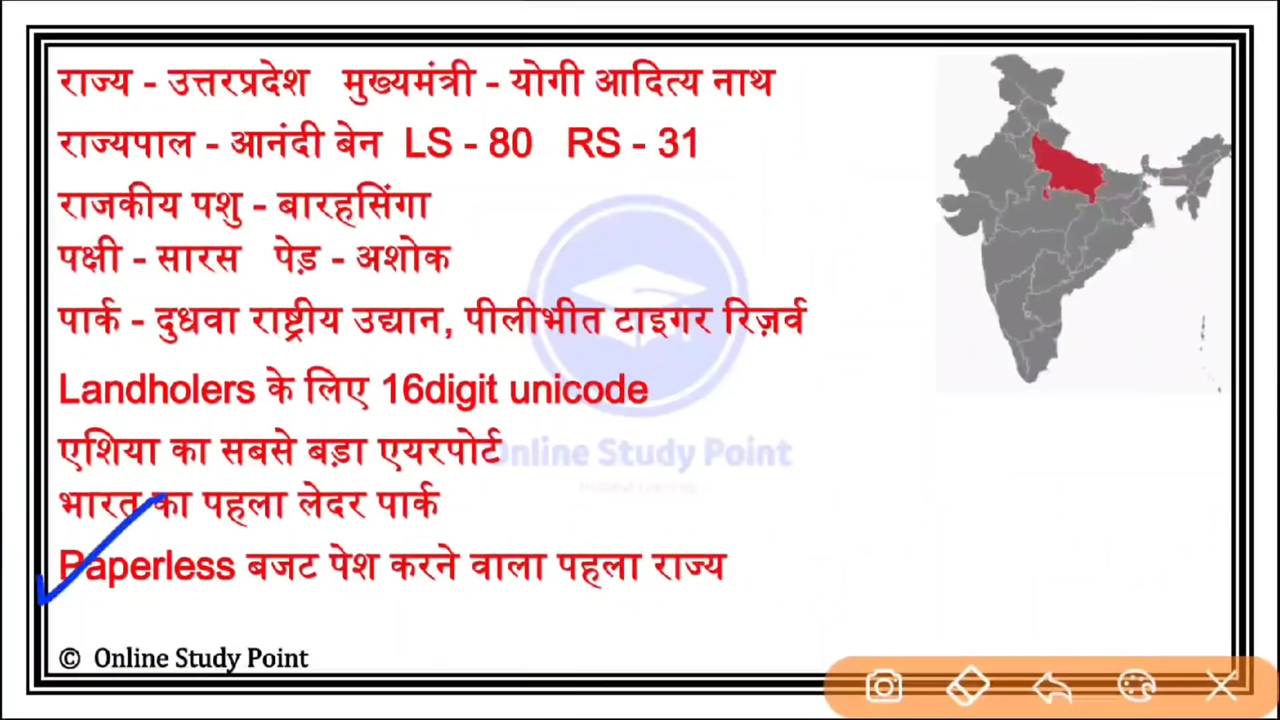 राज्य - उत्तरप्रदेश मुख्यमंत्री - योगी आदित्य नाथ
राज्यपाल - आनंदी बेन LS - 80 RS - 31
राजकीय पशु - बारहसिंगा
पक्षी - सारस पेड़ - अशोक
पार्क - दुधवा राष्ट्रीय उद्यान, पीलीभीत टाइगर रिज़र्व
Landholers के लिए 16digit unicode
एशिया का सबसे बड़ा एयरपोर्ट
Online Study Point
भारत का पहला लेदर पार्क
Paperless बजट पेश करने वाला पहला राज्य
© Online Study Point